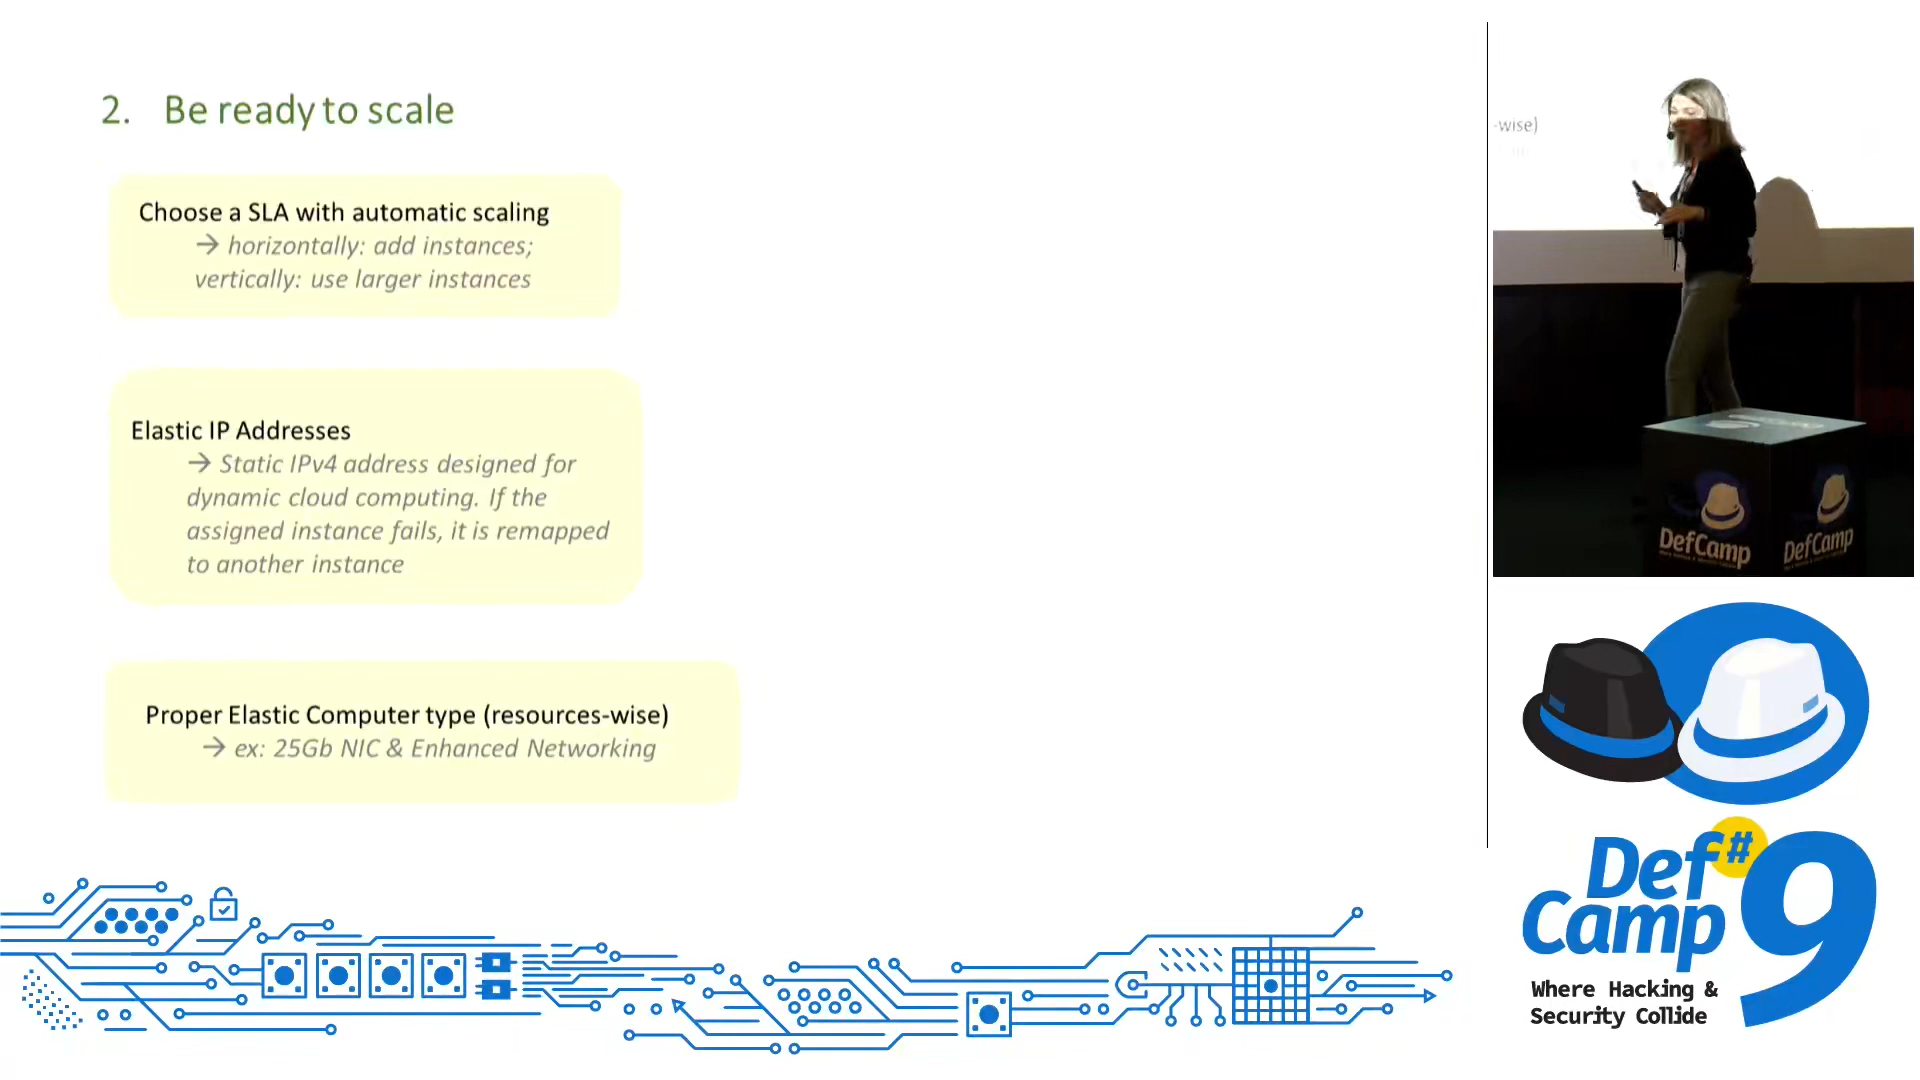 2. Be ready to scale
Choose a SLA with automatic scaling
→ horizontally: add instances;
vertically: use larger instances
Elastic IP Addresses
→ Static IPv4 address designed for
dynamic cloud computing. If the
assigned instance fails, it is remapped
to another instance
Proper Elastic Computer type (resources-wise)
→ ex: 25Gb NIC & Enhanced Networking
-wise)
DefCamp
DefCamp
Def #9
Camp
Where Hacking &
Security Collide